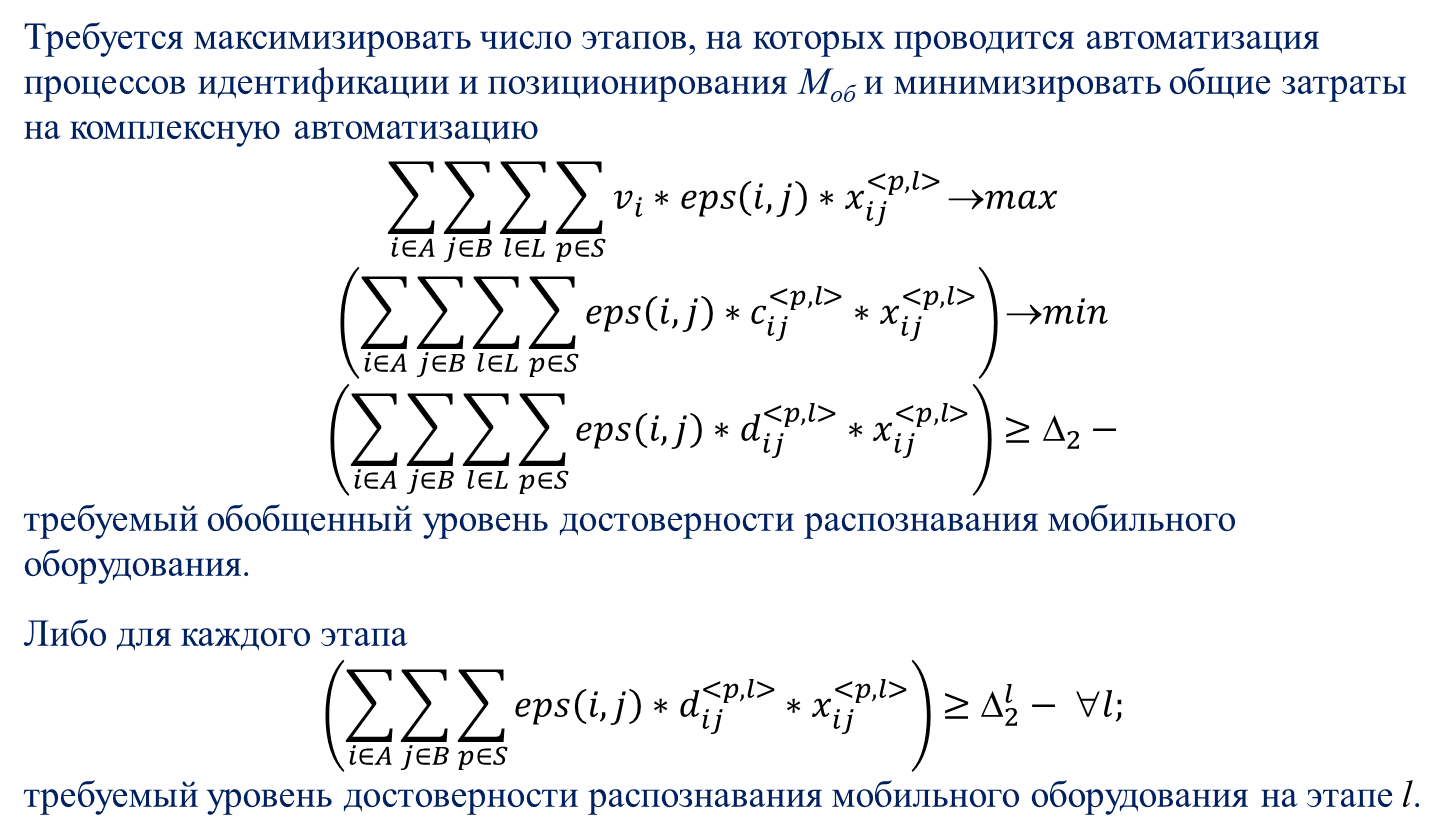 Требуется максимизировать число этапов, на которых проводится автоматизация
процессов идентификации и позиционирования M_об и минимизировать общие затраты
на комплексную автоматизацию
∑_{i∈A} ∑_{j∈B} ∑_{l∈L} ∑_{p∈S} v_i * eps(i, j) * x_{ij}^{<p,l>} →max
(∑_{i∈A} ∑_{j∈B} ∑_{l∈L} ∑_{p∈S} eps(i, j) * c_{ij}^{<p,l>} * x_{ij}^{<p,l>}) →min
(∑_{i∈A} ∑_{j∈B} ∑_{l∈L} ∑_{p∈S} eps(i, j) * d_{ij}^{<p,l>} * x_{ij}^{<p,l>}) ≥ Δ_2 −
требуемый обобщенный уровень достоверности распознавания мобильного
оборудования.
Либо для каждого этапа
(∑_{i∈A} ∑_{j∈B} ∑_{p∈S} eps(i, j) * d_{ij}^{<p,l>} * x_{ij}^{<p,l>}) ≥ Δ_2^l − ∀l;
требуемый уровень достоверности распознавания мобильного оборудования на этапе l.